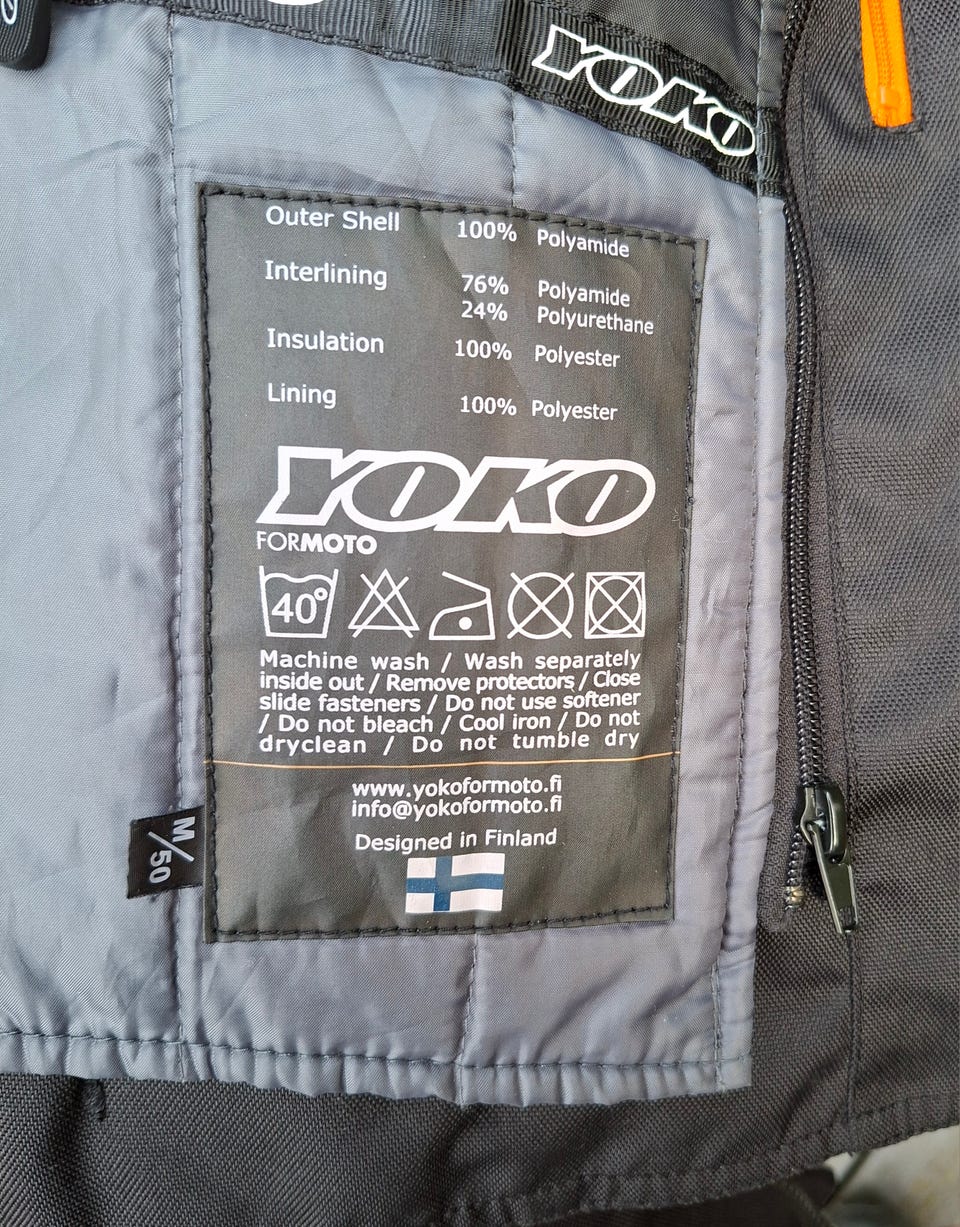 YOKO
Outer Shell 100% Polyamide
Interlining 76% Polyamide
24% Polyurethane
Insulation 100% Polyester
Lining 100% Polyester
YOKO
FORMOTO
40°
Machine wash / Wash separately
inside out / Remove protectors / Close
slide fasteners / Do not use softener
/ Do not bleach / Cool iron / Do not
dryclean / Do not tumble dry
www.yokoformoto.fi
info@yokoformoto.fi
Designed in Finland
M/50